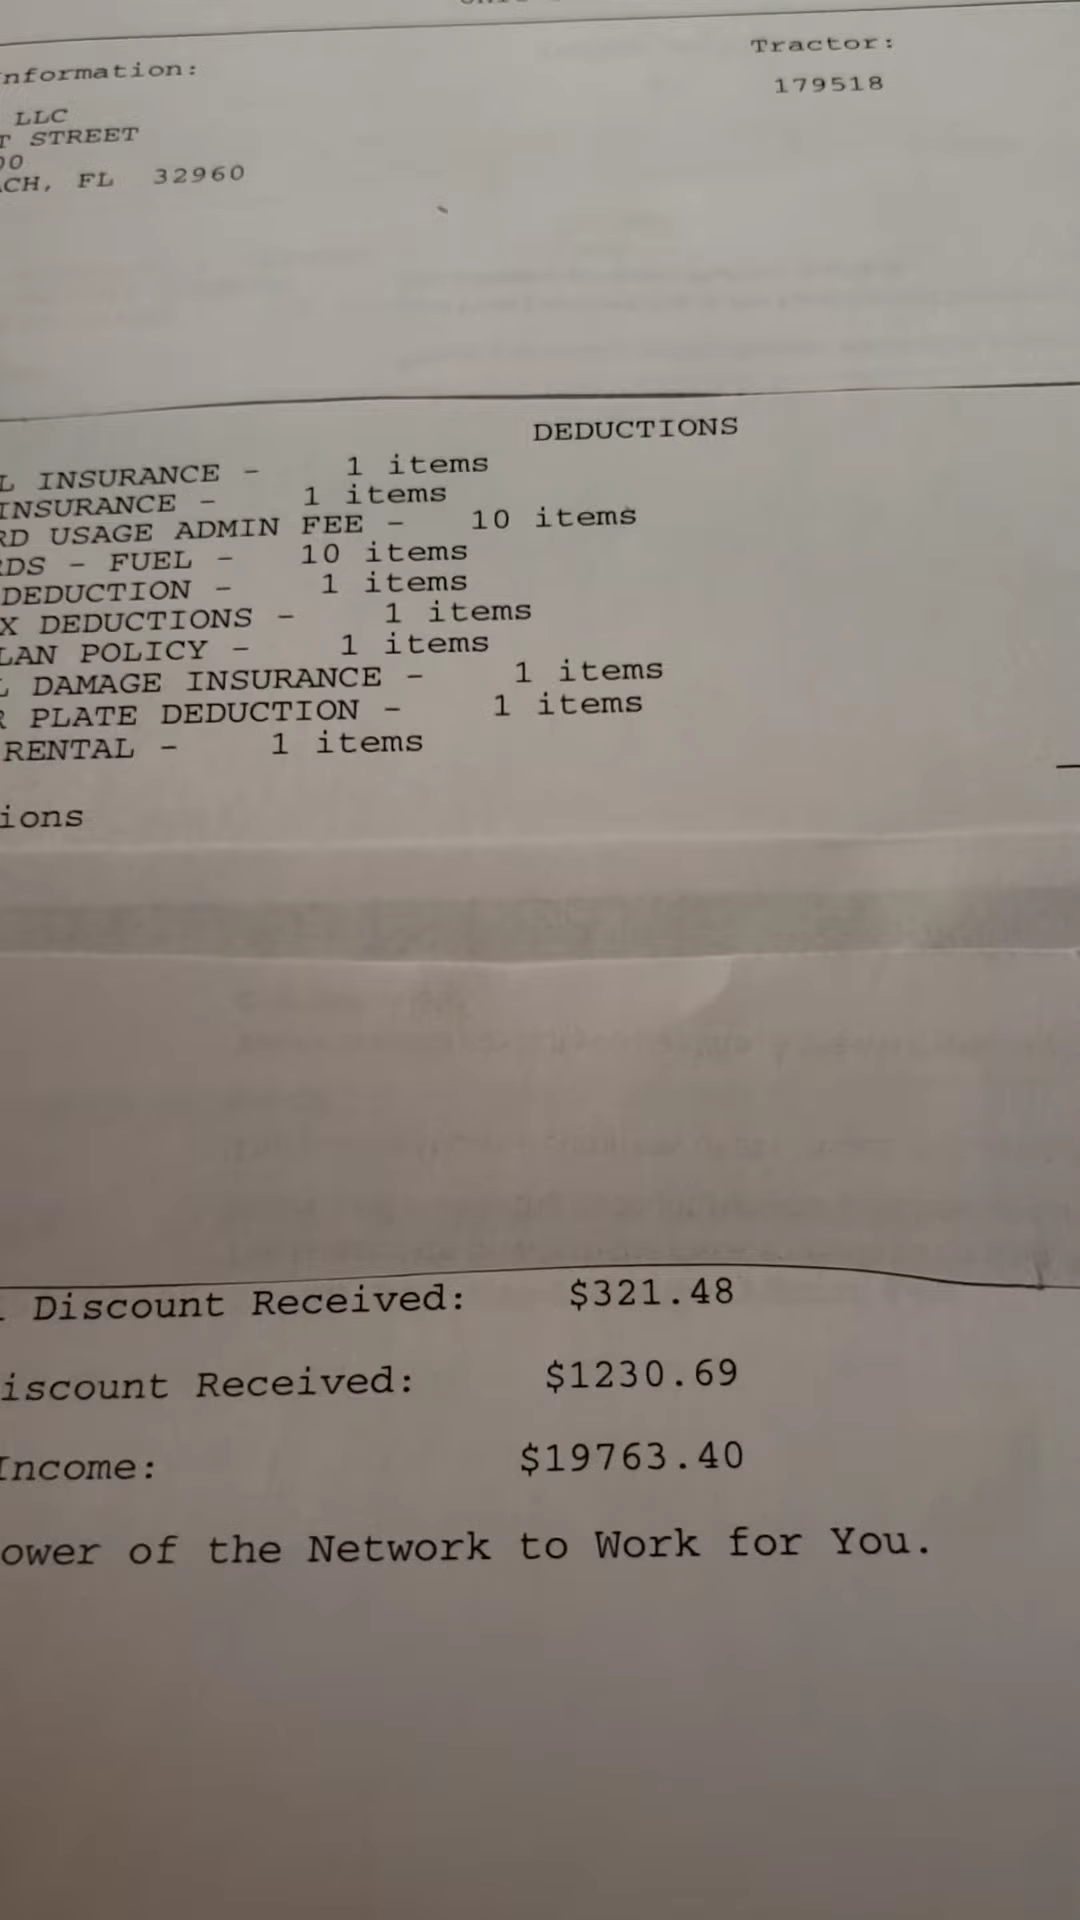 nformation:
Tractor:
179518
LLC
T STREET
00
ACH, FL 32960
DEDUCTIONS
L INSURANCE - 1 items
INSURANCE - 1 items
RD USAGE ADMIN FEE - 10 items
RDS - FUEL - 10 items
DEDUCTION - 1 items
X DEDUCTIONS - 1 items
LAN POLICY - 1 items
L DAMAGE INSURANCE - 1 items
R PLATE DEDUCTION - 1 items
RENTAL - 1 items
ions
Discount Received: $321.48
iscount Received: $1230.69
Income: $19763.40
ower of the Network to Work for You.